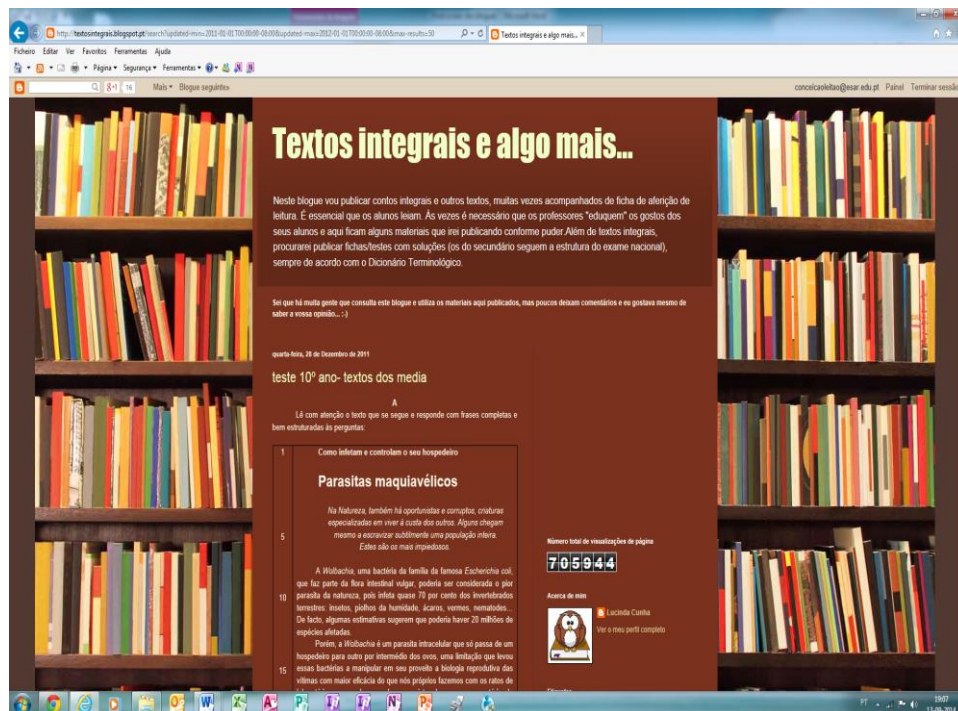 http://textosintegrais.blogspot.pt/search?updated-min=2011-01-01T00:00:00-08:00&updated-max=2012-01-01T00:00:00-08:00&max-results=50
Textos integrais e algo mais...
Ficheiro Editar Ver Favoritos Ferramentas Ajuda
Página Segurança Ferramentas
+1 16 Mais Blogue seguinte»
conceicaoleitao@esar.edu.pt Painel Terminar sessão
Textos integrais e algo mais...
Neste blogue vou publicar contos integrais e outros textos, muitas vezes acompanhados de ficha de aferição de
leitura. É essencial que os alunos leiam. Às vezes é necessário que os professores "eduquem" os gostos dos
seus alunos e aqui ficam alguns materiais que irei publicando conforme puder.Além de textos integrais,
procurarei publicar fichas/testes com soluções (os do secundário seguem a estrutura do exame nacional),
sempre de acordo com o Dicionário Terminológico.
Sei que há muita gente que consulta este blogue e utiliza os materiais aqui publicados, mas poucos deixam comentários e eu gostava mesmo de
saber a vossa opinião... :-)
quarta-feira, 28 de Dezembro de 2011
teste 10º ano- textos dos media
A
Lê com atenção o texto que se segue e responde com frases completas e
bem estruturadas às perguntas:
1 Como infetam e controlam o seu hospedeiro
Parasitas maquiavélicos
Na Natureza, também há oportunistas e corruptos, criaturas
especializadas em viver à custa dos outros. Alguns chegam
5 mesmo a escravizar subtilmente uma população inteira.
Estes são os mais impiedosos.
A Wolbachia, uma bactéria da família da famosa Escherichia coli,
que faz parte da flora intestinal vulgar, poderia ser considerada o pior
10 parasita da natureza, pois infeta quase 70 por cento dos invertebrados
terrestres: insetos, piolhos da humidade, ácaros, vermes, nematodes...
De facto, algumas estimativas sugerem que poderia haver 20 milhões de
espécies afetadas.
Porém, a Wolbachia é um parasita intracelular que só passa de um
hospedeiro para outro por intermédio dos ovos, uma limitação que levou
15 essas bactérias a manipular em seu proveito a biologia reprodutiva das
vítimas com maior eficácia do que nós próprios fazemos com os ratos de
Número total de visualizações de página
705944
Acerca de mim
Lucinda Cunha
Ver o meu perfil completo
PT
19:07
13-09-2014